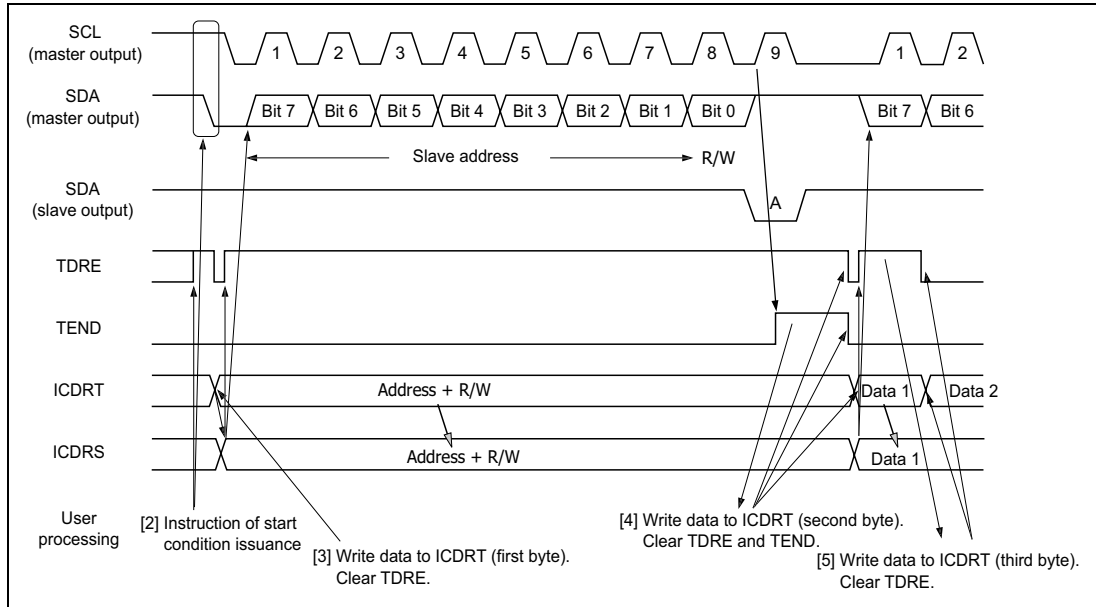 SCL
(master output)
1 2 3 4 5 6 7 8 9 1 2
SDA
(master output)
Bit 7 Bit 6 Bit 5 Bit 4 Bit 3 Bit 2 Bit 1 Bit 0 Bit 7 Bit 6
Slave address R/W
SDA
(slave output)
A
TDRE
TEND
ICDRT
Address + R/W Data 1 Data 2
ICDRS
Address + R/W Data 1
User
processing
[2] Instruction of start
condition issuance
[3] Write data to ICDRT (first byte).
Clear TDRE.
[4] Write data to ICDRT (second byte).
Clear TDRE and TEND.
[5] Write data to ICDRT (third byte).
Clear TDRE.